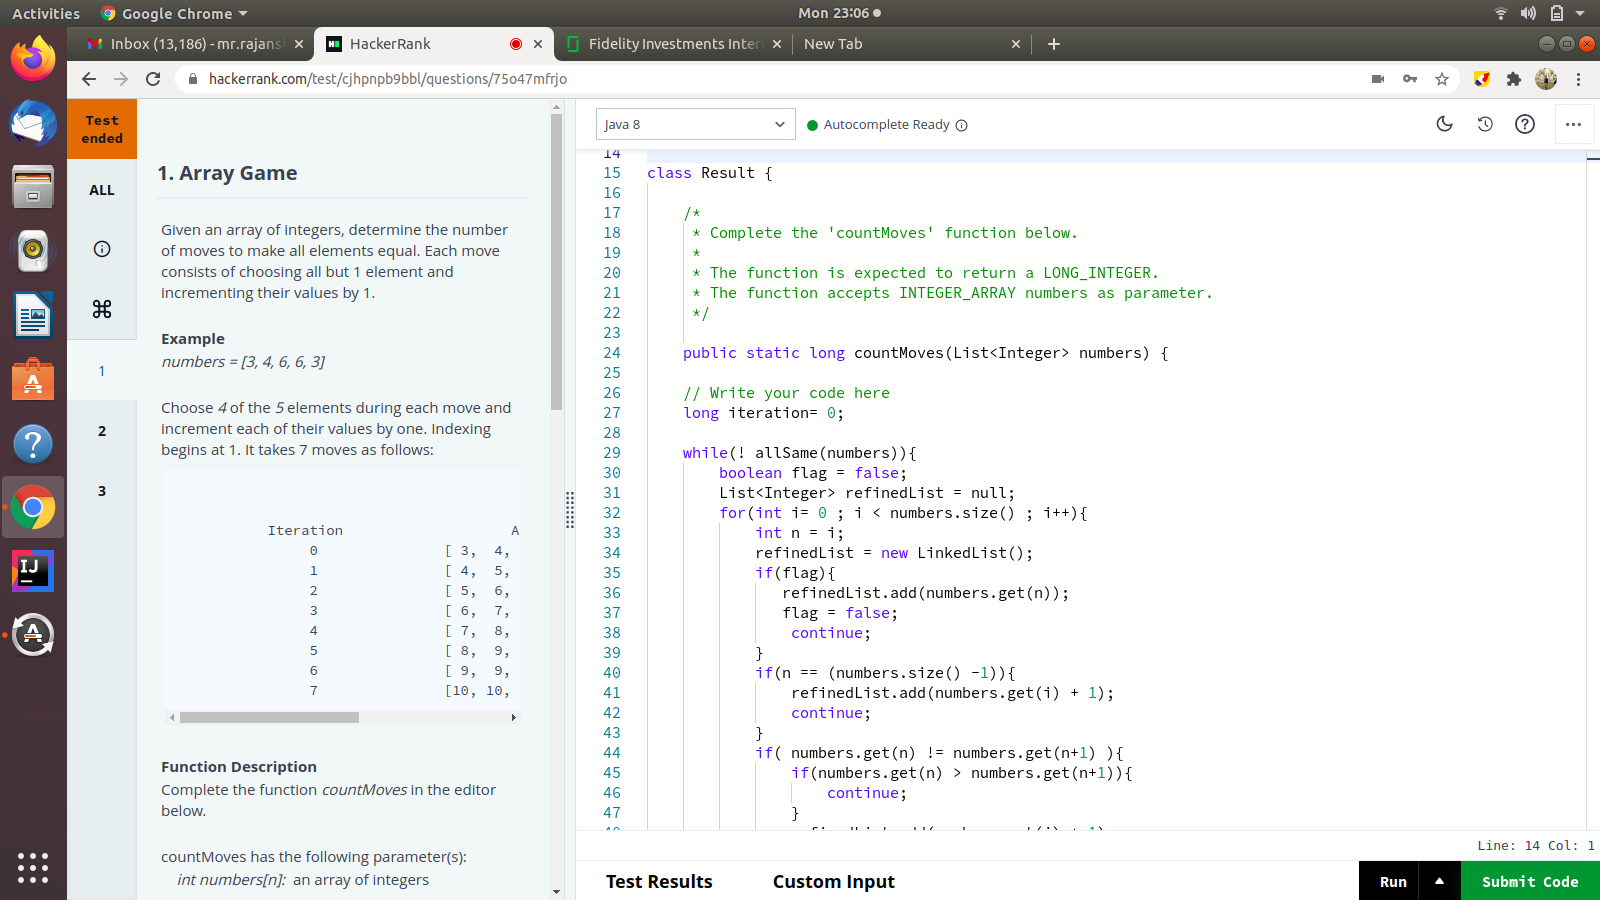 Activities
Google Chrome
Mon 23:06
Inbox (13,186) - mr.rajans
HackerRank
Fidelity Investments Inter
New Tab
hackerrank.com/test/cjhpnpb9bbl/questions/75o47mfrjo
Test ended
ALL
1
2
3
1. Array Game
Given an array of integers, determine the number
of moves to make all elements equal. Each move
consists of choosing all but 1 element and
incrementing their values by 1.
Example
numbers = [3, 4, 6, 6, 3]
Choose 4 of the 5 elements during each move and
increment each of their values by one. Indexing
begins at 1. It takes 7 moves as follows:
Iteration A
0 [ 3, 4,
1 [ 4, 5,
2 [ 5, 6,
3 [ 6, 7,
4 [ 7, 8,
5 [ 8, 9,
6 [ 9, 9,
7 [10, 10,
Function Description
Complete the function countMoves in the editor
below.
countMoves has the following parameter(s):
int numbers[n]: an array of integers
Java 8
Autocomplete Ready
14
15 class Result {
16
17 /*
18 * Complete the 'countMoves' function below.
19 *
20 * The function is expected to return a LONG_INTEGER.
21 * The function accepts INTEGER_ARRAY numbers as parameter.
22 */
23
24 public static long countMoves(List<Integer> numbers) {
25
26 // Write your code here
27 long iteration= 0;
28
29 while(! allSame(numbers)){
30 boolean flag = false;
31 List<Integer> refinedList = null;
32 for(int i= 0 ; i < numbers.size() ; i++){
33 int n = i;
34 refinedList = new LinkedList();
35 if(flag){
36 refinedList.add(numbers.get(n));
37 flag = false;
38 continue;
39 }
40 if(n == (numbers.size() -1)){
41 refinedList.add(numbers.get(i) + 1);
42 continue;
43 }
44 if( numbers.get(n) != numbers.get(n+1) ){
45 if(numbers.get(n) > numbers.get(n+1)){
46 continue;
47 }
Line: 14 Col: 1
Test Results
Custom Input
Run
Submit Code